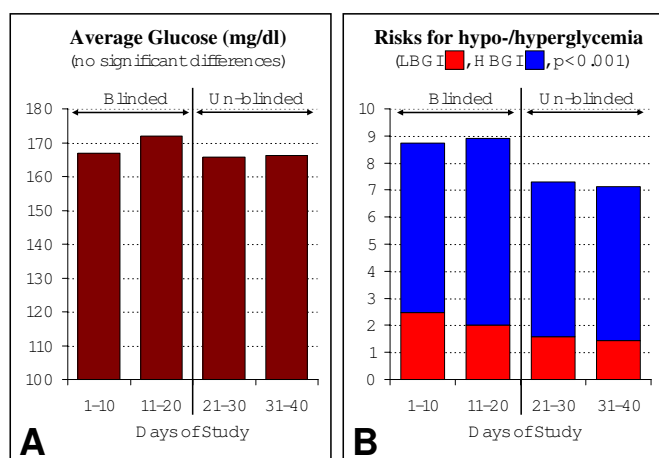 Average Glucose (mg/dl)
(no significant differences)
Blinded
Un-blinded
180
170
160
150
140
130
120
110
100
1–10
11–20
21–30
31–40
Days of Study
A
Risks for hypo-/hyperglycemia
(LBGI, HBGI, p<0.001)
Blinded
Un-blinded
10
9
8
7
6
5
4
3
2
1
0
1–10
11–20
21–30
31–40
Days of Study
B